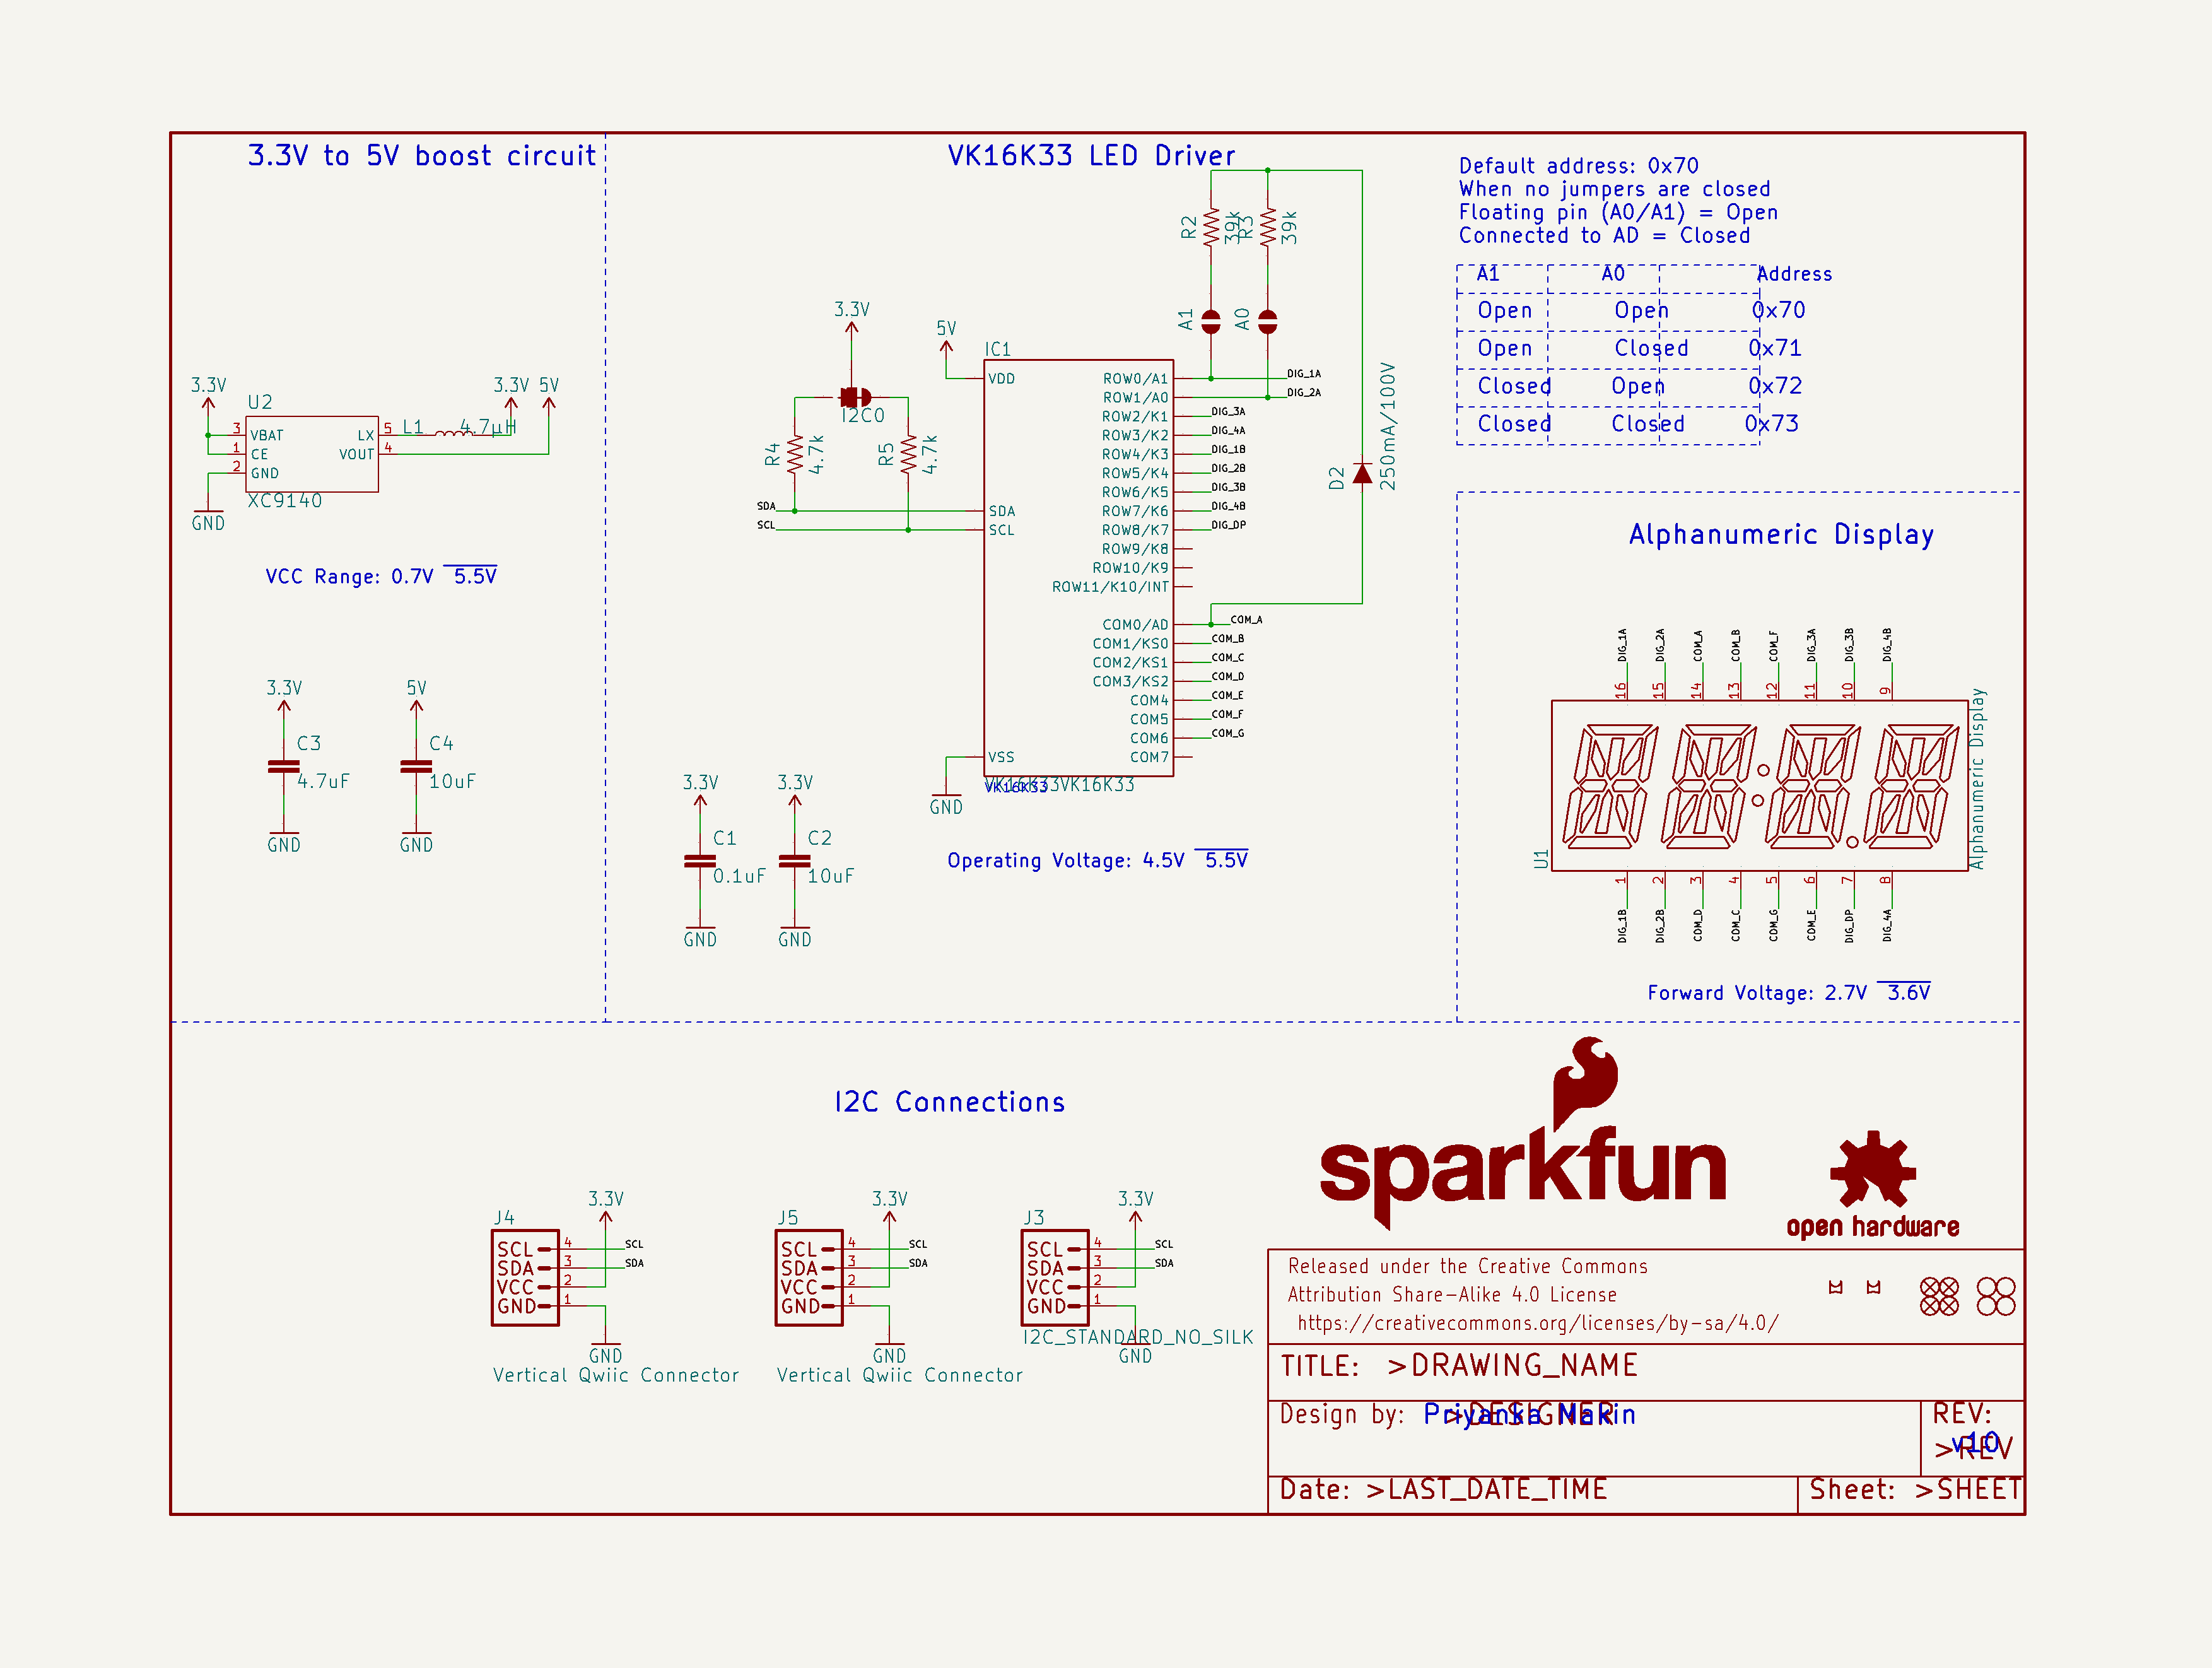 3.3V to 5V boost circuit
3.3V
U2
3 VBAT
1 CE
2 GND
LX 5
VOUT 4
XC9140
L1 4.7µH
3.3V 5V
GND
VCC Range: 0.7V 5.5V
3.3V
C3
4.7uF
GND
5V
C4
10uF
GND
VK16K33 LED Driver
3.3V
I2C0
R4 4.7k
R5 4.7k
SDA
SCL
5V
IC1
VDD
SDA
SCL
VSS
GND
ROW0/A1 DIG_1A
ROW1/A0 DIG_2A
ROW2/K1 DIG_3A
ROW3/K2 DIG_4A
ROW4/K3 DIG_1B
ROW5/K4 DIG_2B
ROW6/K5 DIG_3B
ROW7/K6 DIG_4B
ROW8/K7 DIG_DP
ROW9/K8
ROW10/K9
ROW11/K10/INT
COM0/AD COM_A
COM1/KS0 COM_B
COM2/KS1 COM_C
COM3/KS2 COM_D
COM4 COM_E
COM5 COM_F
COM6 COM_G
COM7
VK16K33VK16K33
VK16K33
R2 39k
R3 39k
A1
A0
D2
250mA/100V
3.3V
C1
0.1uF
GND
3.3V
C2
10uF
GND
Operating Voltage: 4.5V 5.5V
Default address: 0x70
When no jumpers are closed
Floating pin (A0/A1) = Open
Connected to AD = Closed
A1 A0 Address
Open Open 0x70
Open Closed 0x71
Closed Open 0x72
Closed Closed 0x73
Alphanumeric Display
DIG_1A DIG_2A COM_A COM_B COM_F DIG_3A DIG_3B DIG_4B
16 15 14 13 12 11 10 9
U1
Alphanumeric Display
1 2 3 4 5 6 7 8
DIG_1B DIG_2B COM_D COM_C COM_G COM_E DIG_DP DIG_4A
Forward Voltage: 2.7V 3.6V
I2C Connections
J4
3.3V
SCL 4 SCL
SDA 3 SDA
VCC 2
GND 1
GND
Vertical Qwiic Connector
J5
3.3V
SCL 4 SCL
SDA 3 SDA
VCC 2
GND 1
GND
Vertical Qwiic Connector
J3
3.3V
SCL 4 SCL
SDA 3 SDA
VCC 2
GND 1
I2C_STANDARD_NO_SILK
GND
sparkfun
open hardware
Released under the Creative Commons
Attribution Share-Alike 4.0 License
https://creativecommons.org/licenses/by-sa/4.0/
TITLE: >DRAWING_NAME
Design by: Priyanka Makin
>DESIGNER
REV:
v10
>REV
Date: >LAST_DATE_TIME
Sheet: >SHEET